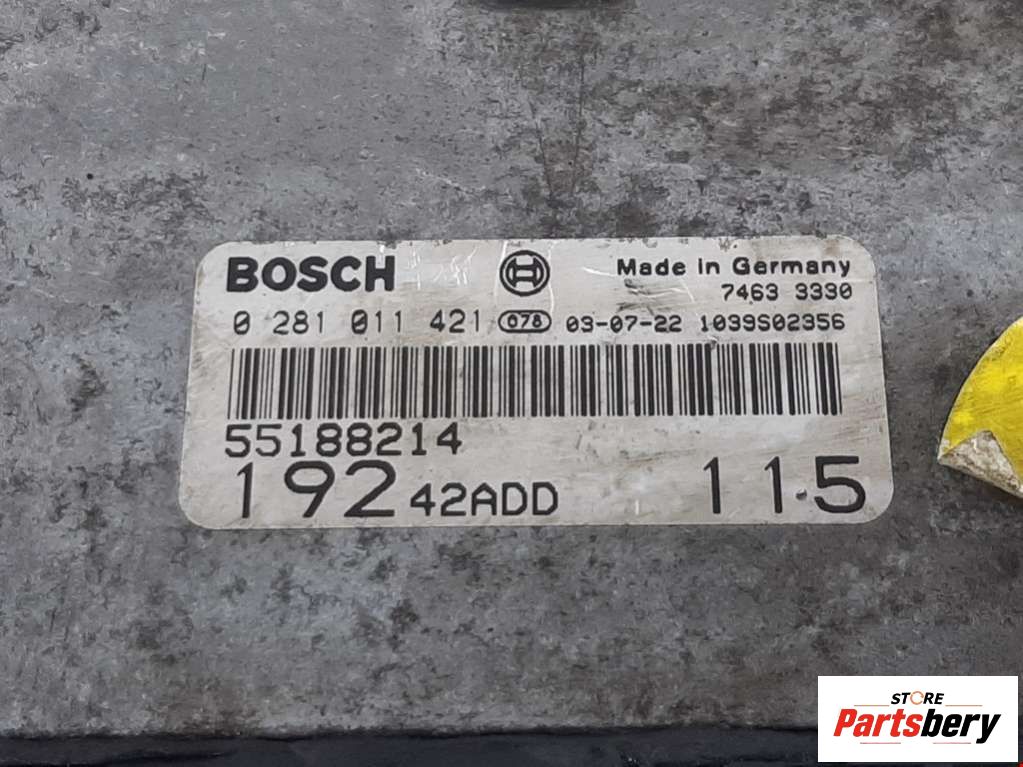 BOSCH Made in Germany
7463 3330
0 281 011 421 678 03-07-22 1039S02356
55188214
192 42ADD 115
STORE
Partsbery